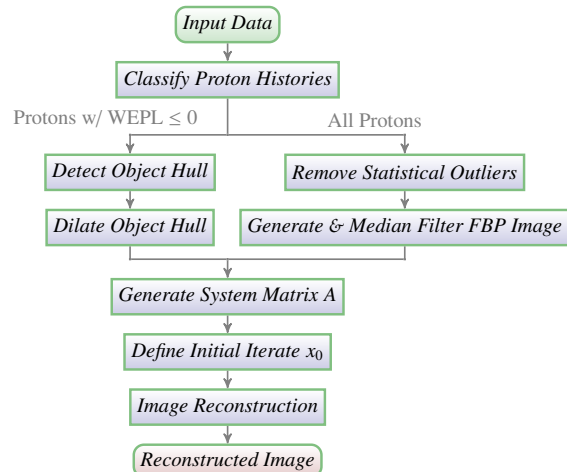 Input Data
Classify Proton Histories
Protons w/ WEPL ≤ 0
All Protons
Detect Object Hull
Remove Statistical Outliers
Dilate Object Hull
Generate & Median Filter FBP Image
Generate System Matrix A
Define Initial Iterate x₀
Image Reconstruction
Reconstructed Image